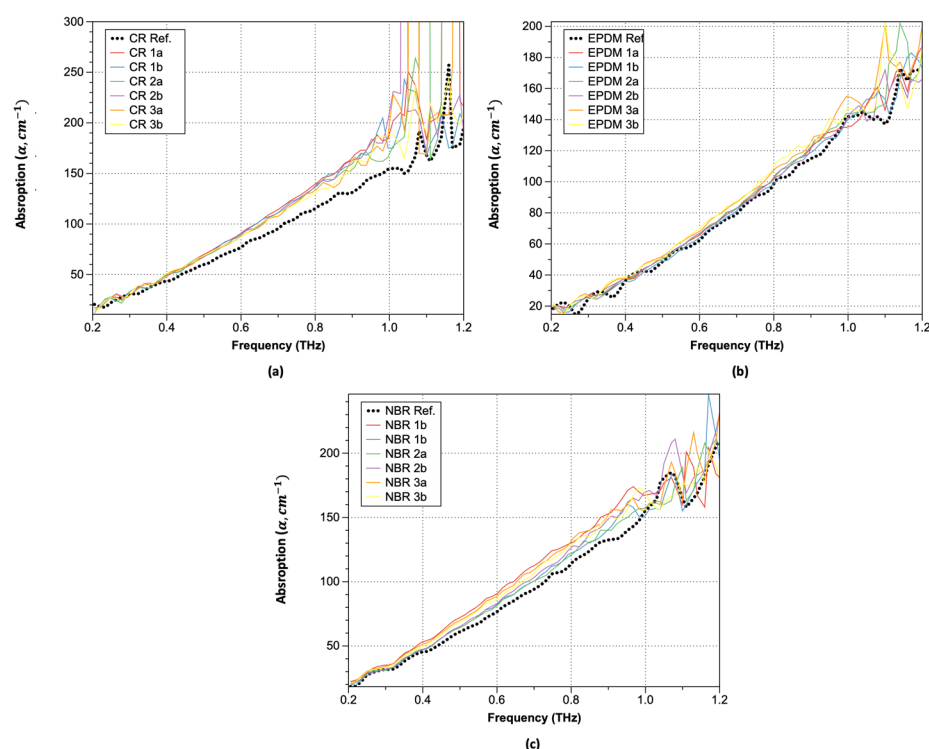 300
250
200
150
100
50
CR Ref.
CR 1a
CR 1b
CR 2a
CR 2b
CR 3a
CR 3b
Absroption (α, cm⁻¹)
0.2 0.4 0.6 0.8 1.0 1.2
Frequency (THz)
(a)
200
180
160
140
120
100
80
60
40
20
EPDM Ref
EPDM 1a
EPDM 1b
EPDM 2a
EPDM 2b
EPDM 3a
EPDM 3b
Absroption (α, cm⁻¹)
0.2 0.4 0.6 0.8 1.0 1.2
Frequency (THz)
(b)
200
150
100
50
NBR Ref.
NBR 1b
NBR 1b
NBR 2a
NBR 2b
NBR 3a
NBR 3b
Absroption (α, cm⁻¹)
0.2 0.4 0.6 0.8 1.0 1.2
Frequency (THz)
(c)